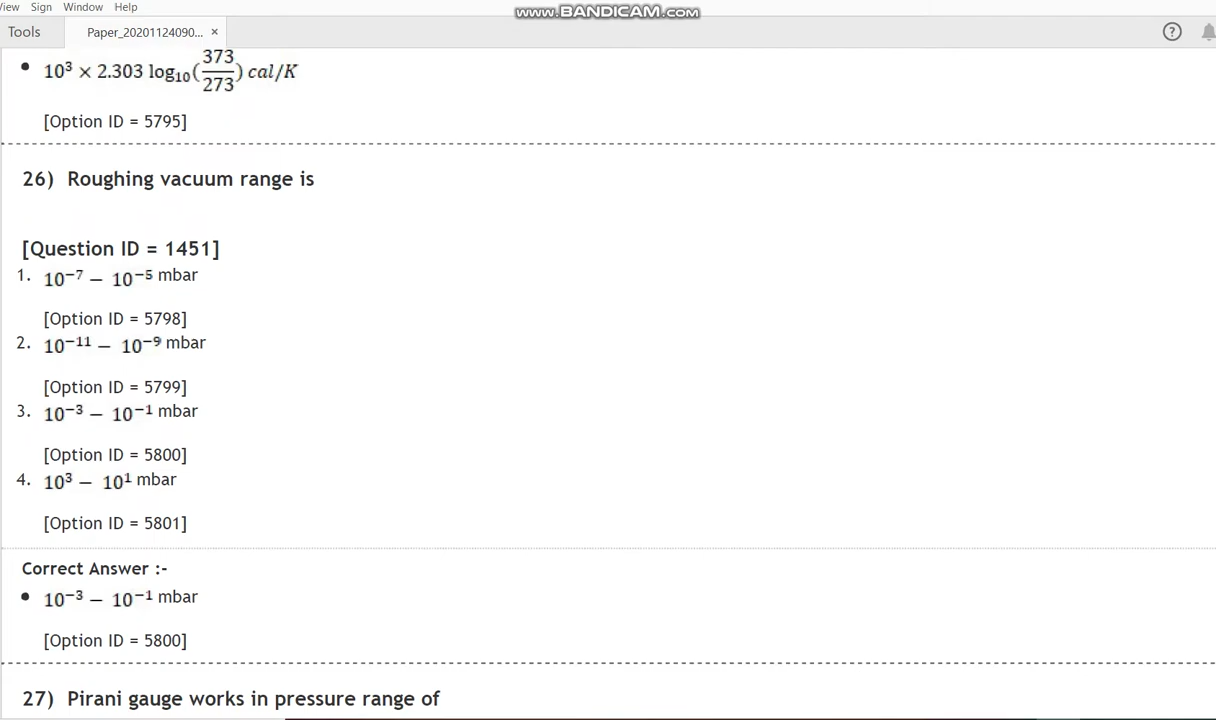 View Sign Window Help
www.BANDICAM.com
Tools Paper_20201124090... ×
10³ × 2.303 log₁₀(373/273) cal/K
[Option ID = 5795]
26) Roughing vacuum range is
[Question ID = 1451]
1. 10⁻⁷ – 10⁻⁵ mbar
[Option ID = 5798]
2. 10⁻¹¹ – 10⁻⁹ mbar
[Option ID = 5799]
3. 10⁻³ – 10⁻¹ mbar
[Option ID = 5800]
4. 10³ – 10¹ mbar
[Option ID = 5801]
Correct Answer :-
10⁻³ – 10⁻¹ mbar
[Option ID = 5800]
27) Pirani gauge works in pressure range of